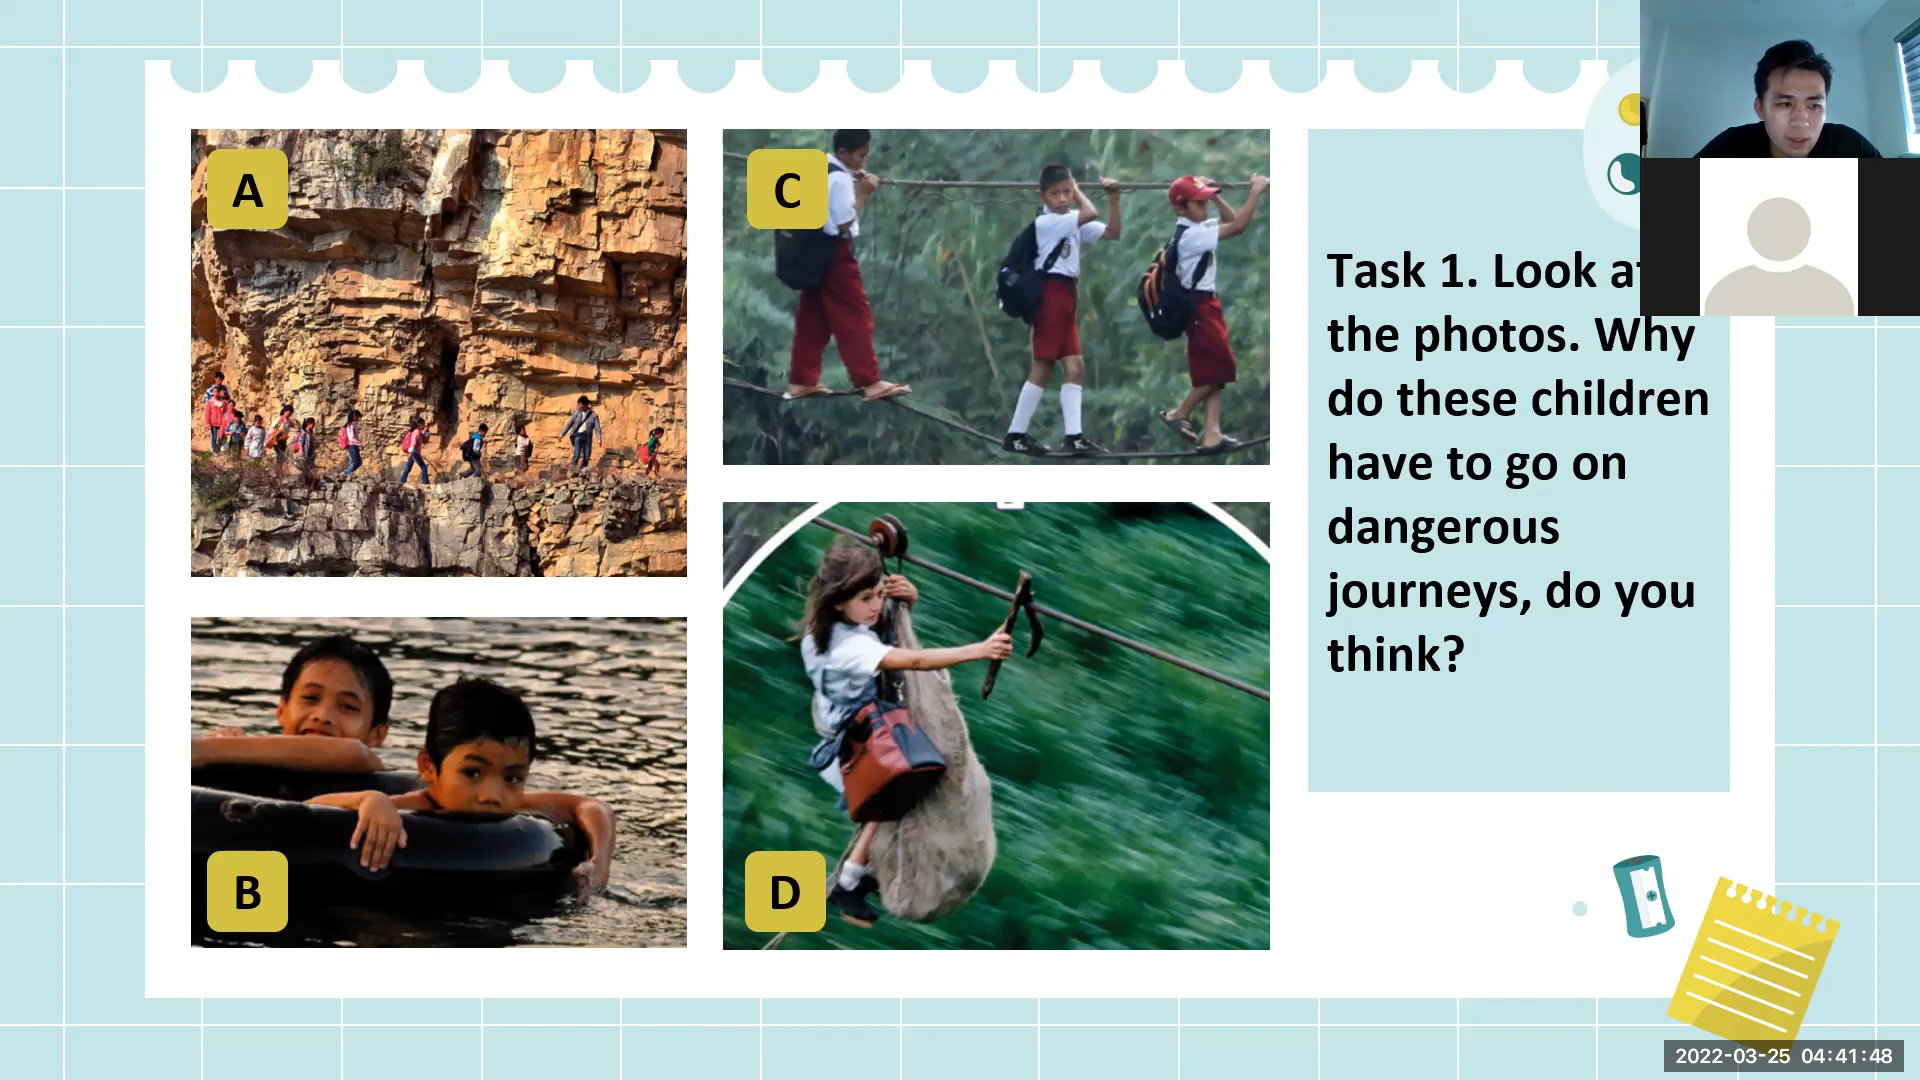 A
C
B
D
Task 1. Look at
the photos. Why
do these children
have to go on
dangerous
journeys, do you
think?
2022-03-25 04:41:48